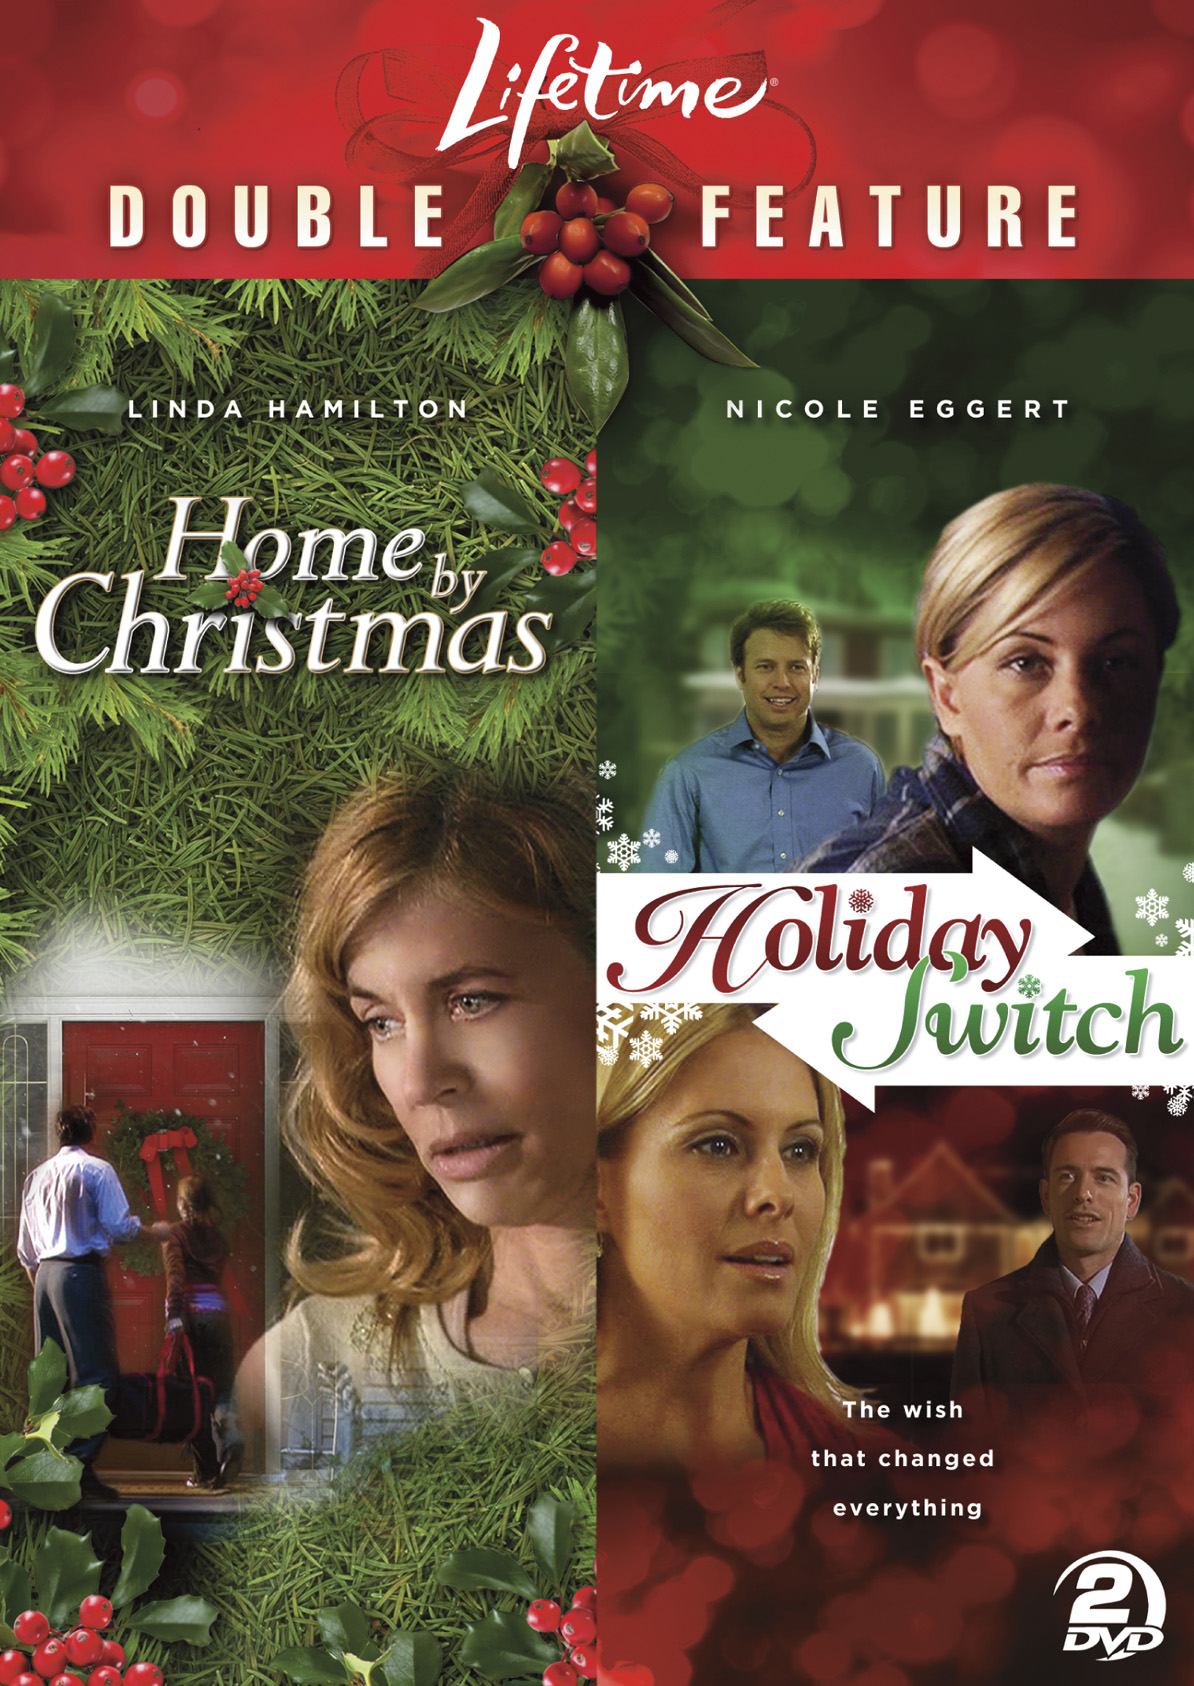 Lifetime®
DOUBLE FEATURE
LINDA HAMILTON
Home by
Christmas
NICOLE EGGERT
Holiday
Switch
The wish
that changed
everything
2
DVD